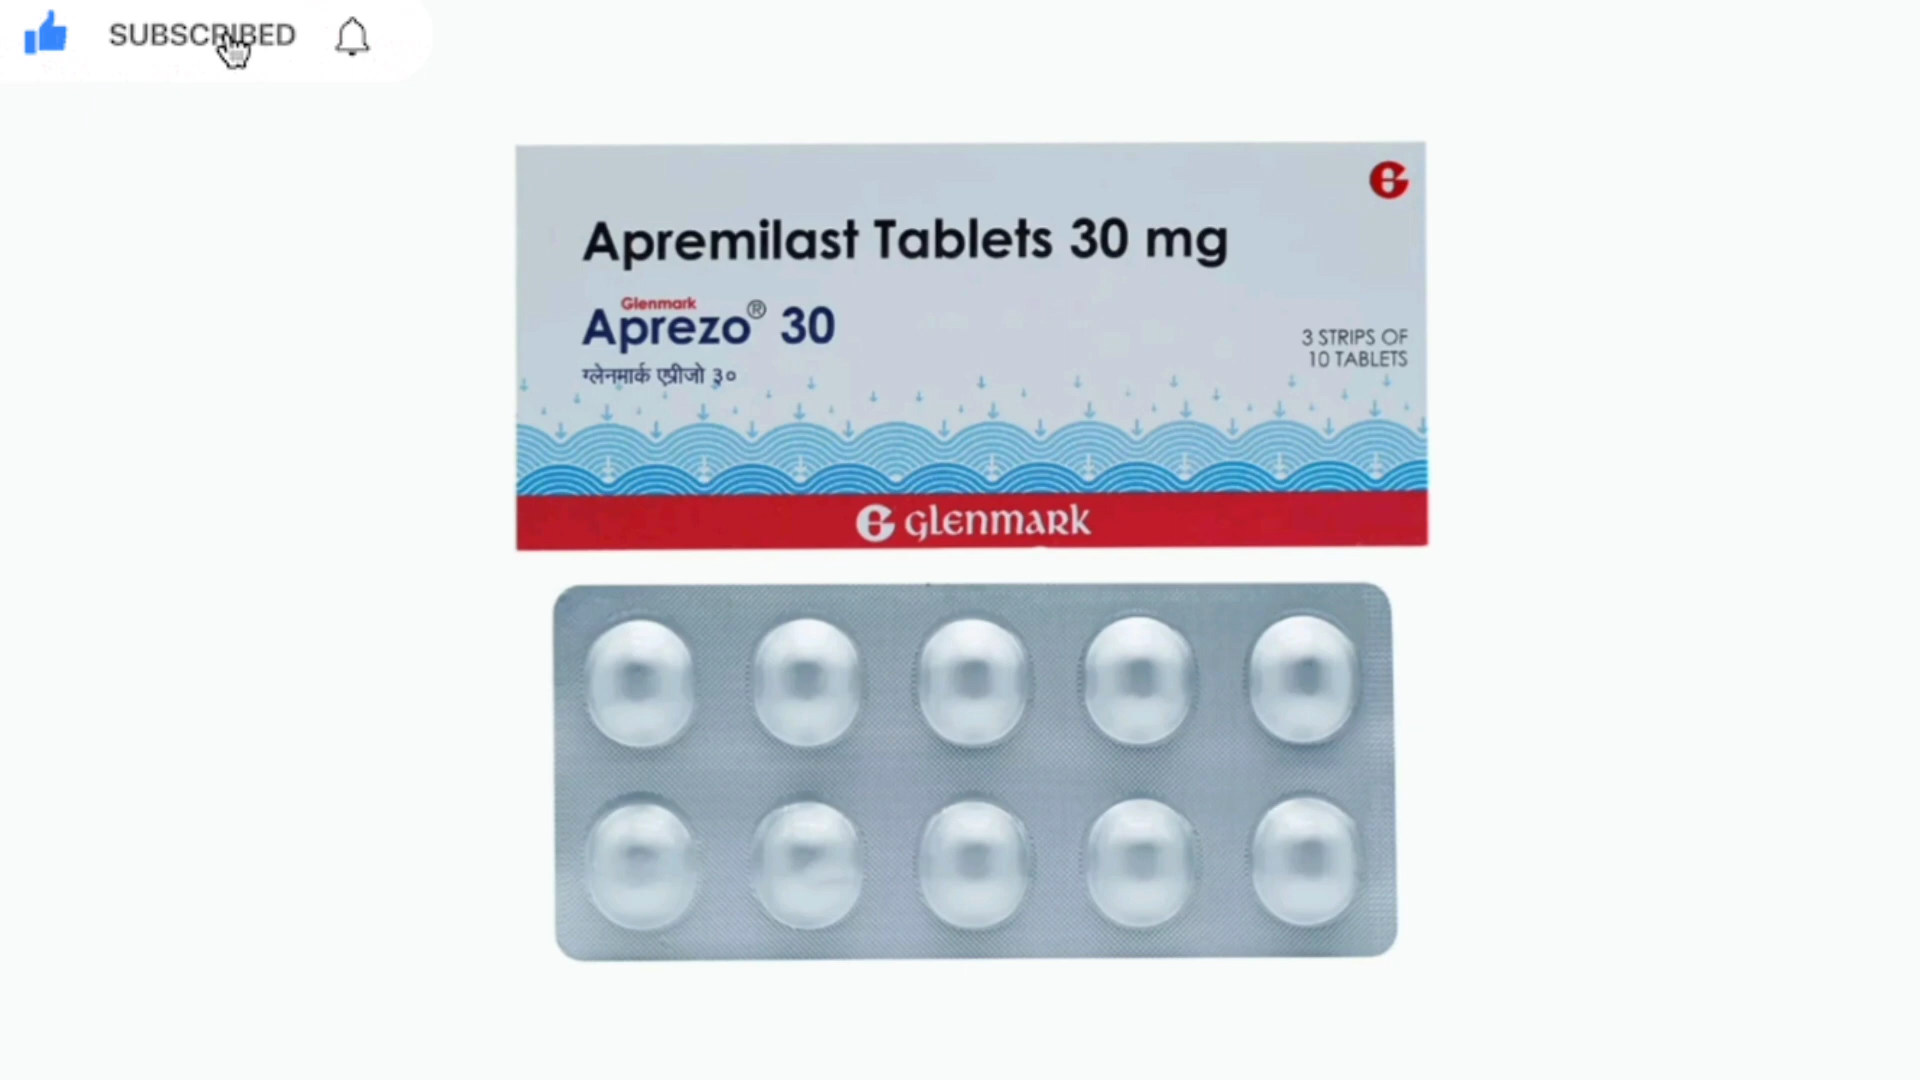 SUBSCRIBED
Apremilast Tablets 30 mg
Glenmark
Aprezo® 30
ग्लेनमार्क एप्रीजो ३०
3 STRIPS OF
10 TABLETS
GLENMARK